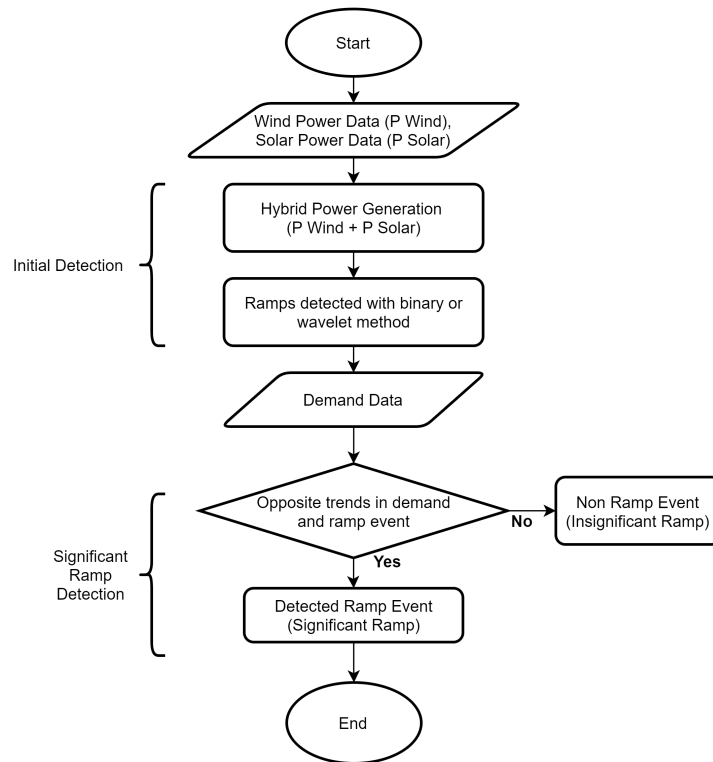 Start
Wind Power Data (P Wind),
Solar Power Data (P Solar)
Hybrid Power Generation
(P Wind + P Solar)
Initial Detection
Ramps detected with binary or
wavelet method
Demand Data
Opposite trends in demand
and ramp event
No
Non Ramp Event
(Insignificant Ramp)
Yes
Significant
Ramp
Detection
Detected Ramp Event
(Significant Ramp)
End